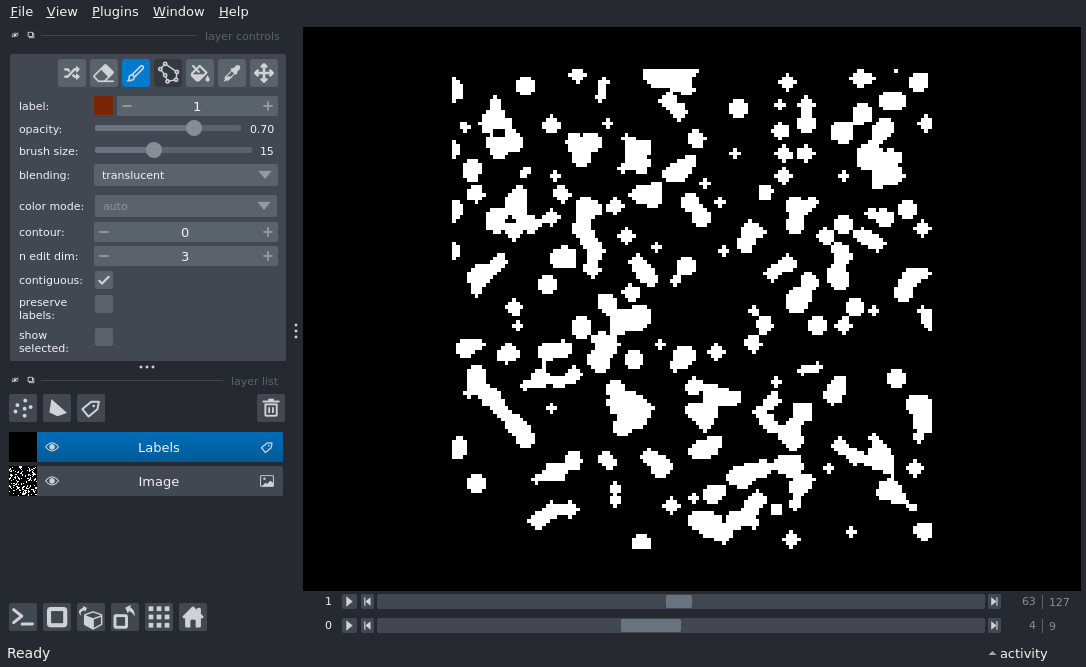 File View Plugins Window Help
layer controls
label: 1
opacity: 0.70
brush size: 15
blending: translucent
color mode: auto
contour: 0
n edit dim: 3
contiguous:
preserve
labels:
show
selected:
layer list
Labels
Image
1 63 127
0 4 9
Ready activity